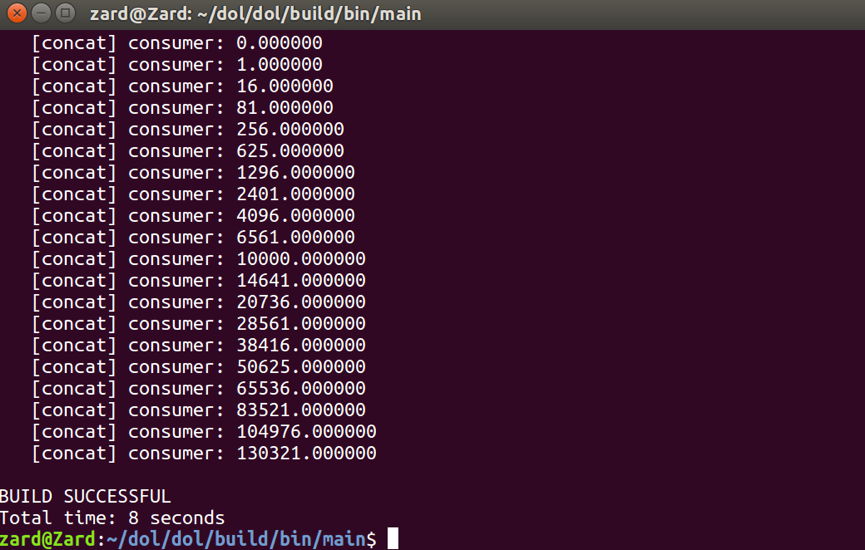 zard@Zard: ~/dol/dol/build/bin/main
[concat] consumer: 0.000000
[concat] consumer: 1.000000
[concat] consumer: 16.000000
[concat] consumer: 81.000000
[concat] consumer: 256.000000
[concat] consumer: 625.000000
[concat] consumer: 1296.000000
[concat] consumer: 2401.000000
[concat] consumer: 4096.000000
[concat] consumer: 6561.000000
[concat] consumer: 10000.000000
[concat] consumer: 14641.000000
[concat] consumer: 20736.000000
[concat] consumer: 28561.000000
[concat] consumer: 38416.000000
[concat] consumer: 50625.000000
[concat] consumer: 65536.000000
[concat] consumer: 83521.000000
[concat] consumer: 104976.000000
[concat] consumer: 130321.000000
BUILD SUCCESSFUL
Total time: 8 seconds
zard@Zard:~/dol/dol/build/bin/main$